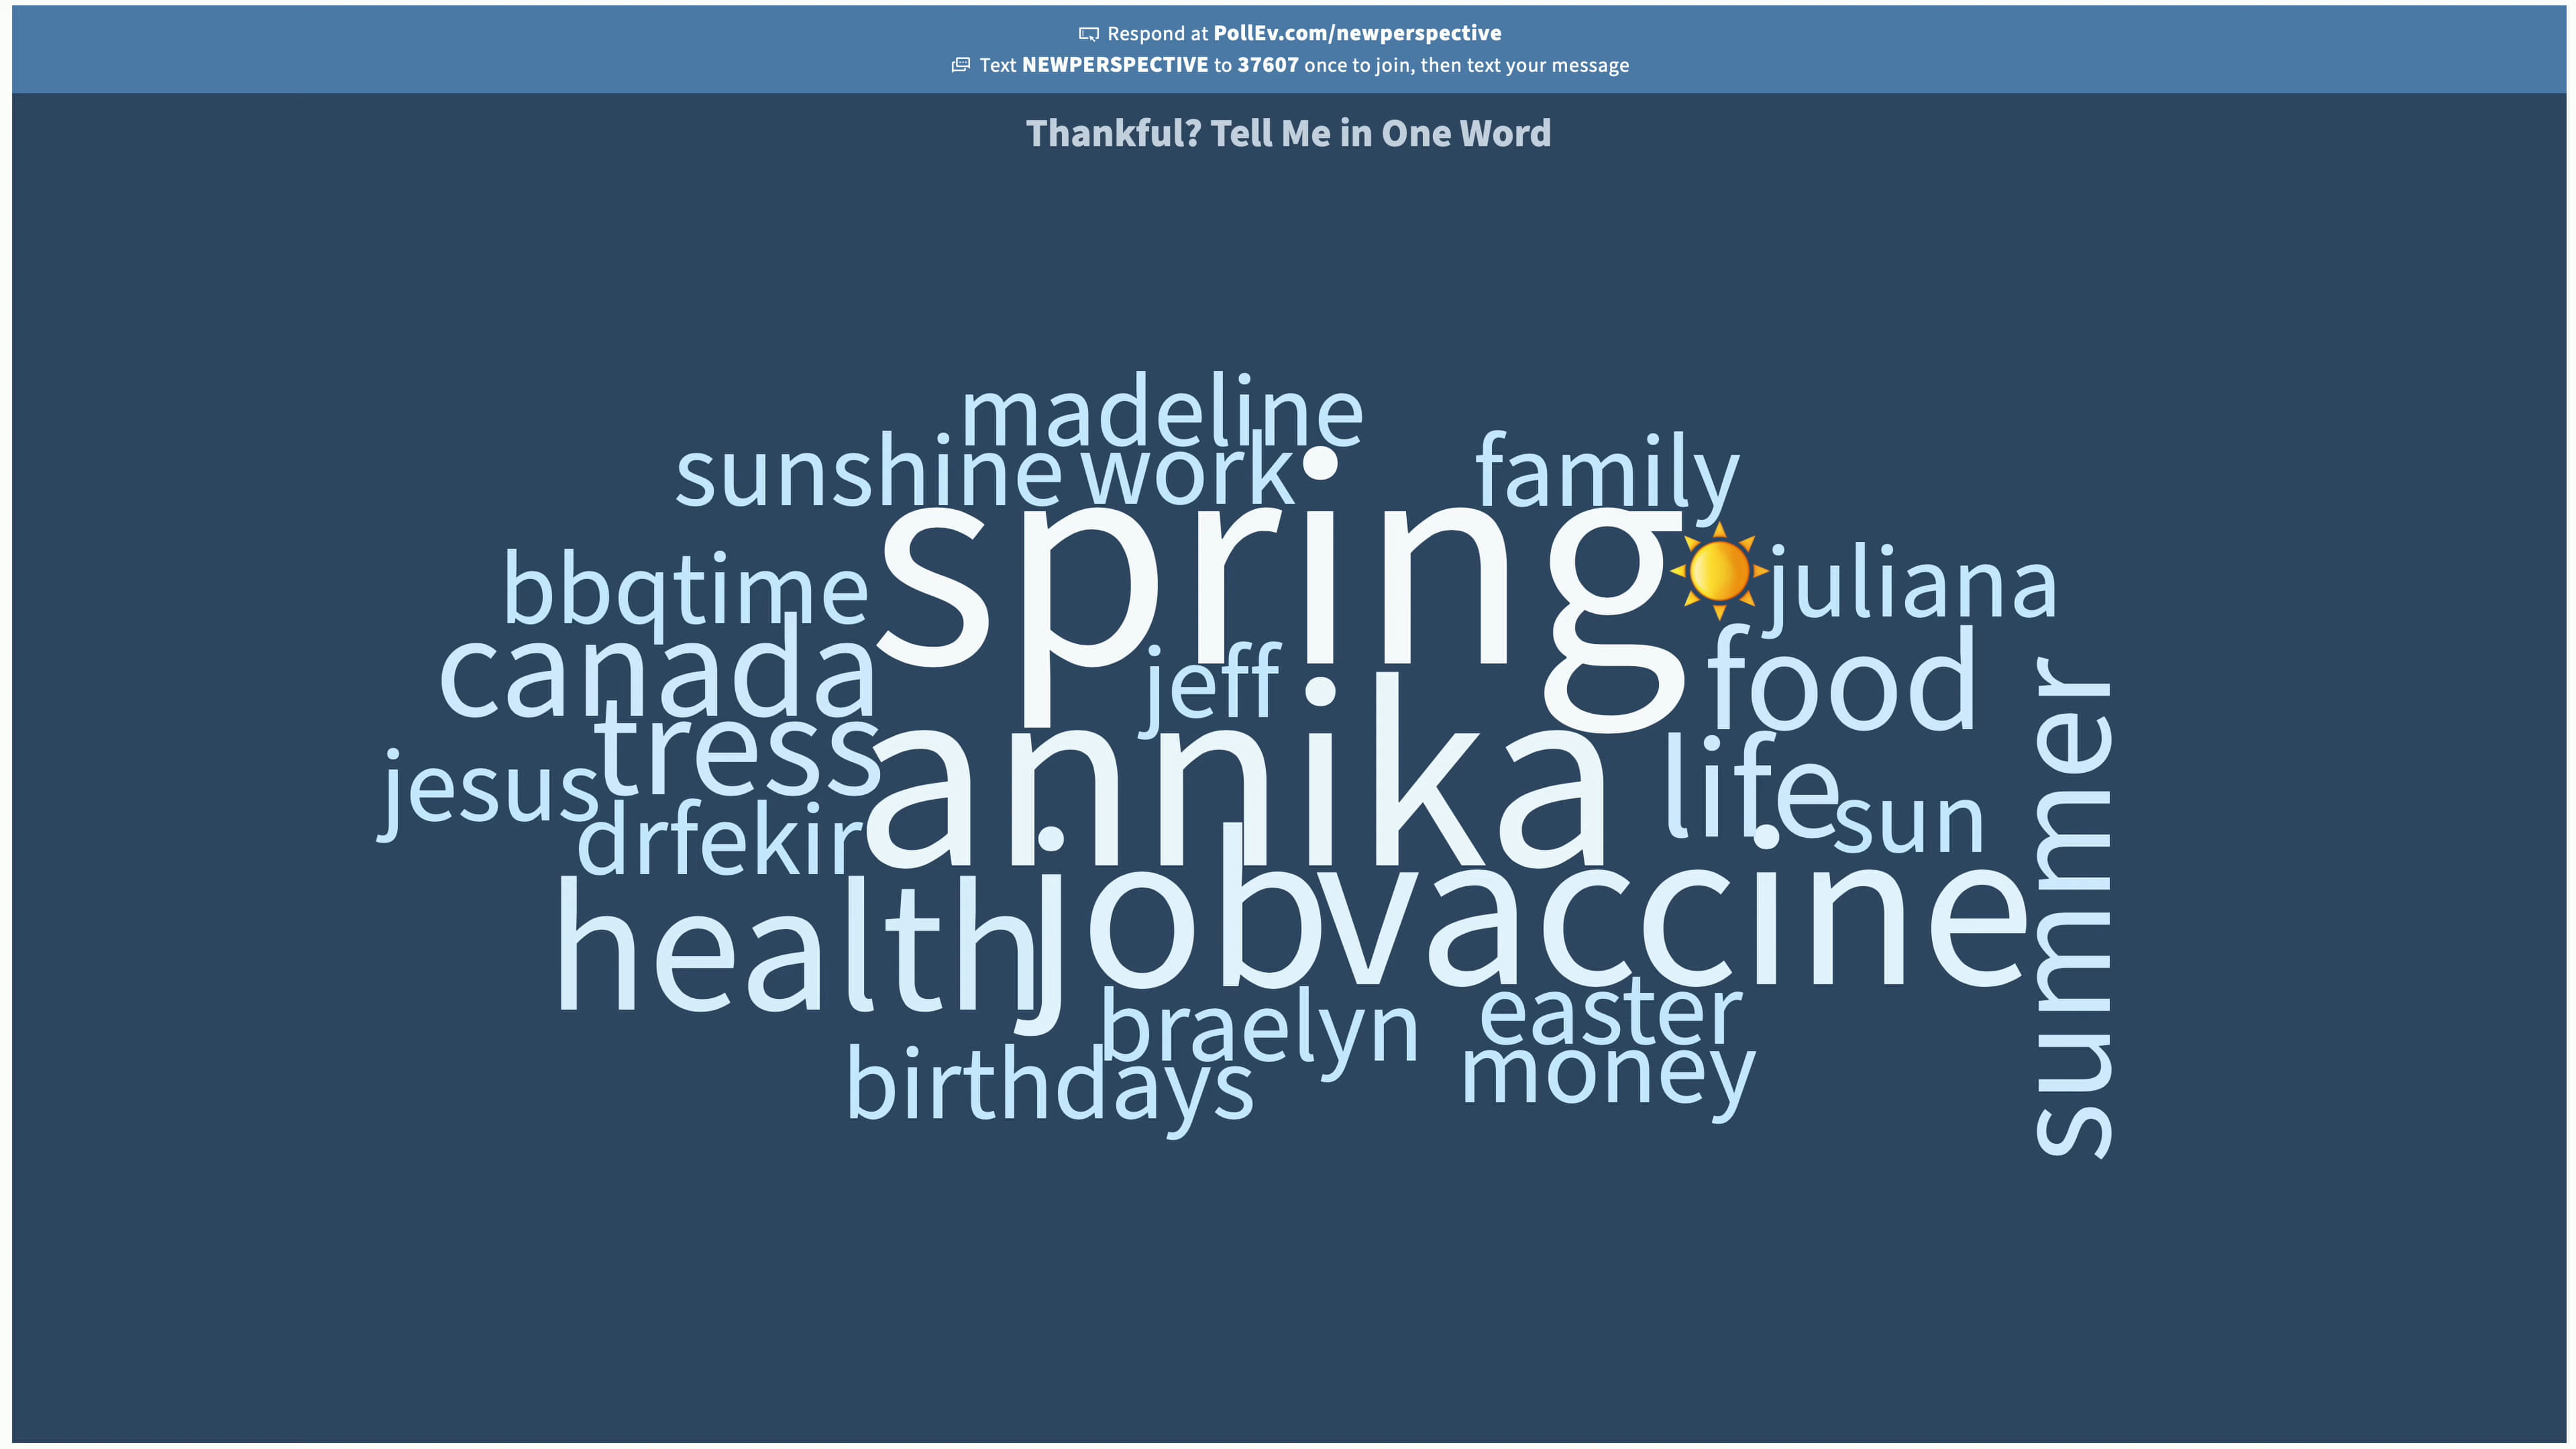 Respond at PollEv.com/newperspective
Text NEWPERSPECTIVE to 37607 once to join, then text your message
Thankful? Tell Me in One Word
madeline
sunshine work family
spring
bbqtime ☀️ juliana
canada jeff food
tress annika life
jesus sun
drfekir
summer
health job vaccine
braelyn easter
birthdays money